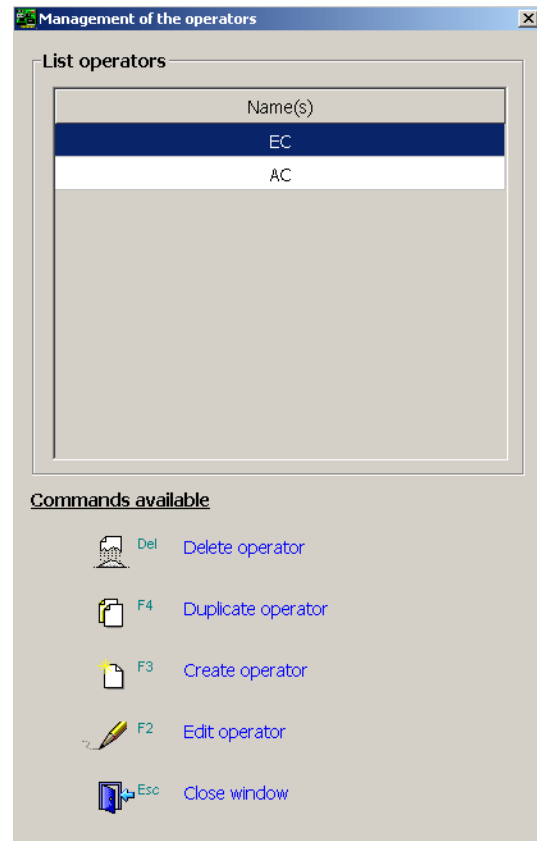 Management of the operators
List operators
Name(s)
EC
AC
Commands available
Del Delete operator
F4 Duplicate operator
F3 Create operator
F2 Edit operator
Esc Close window